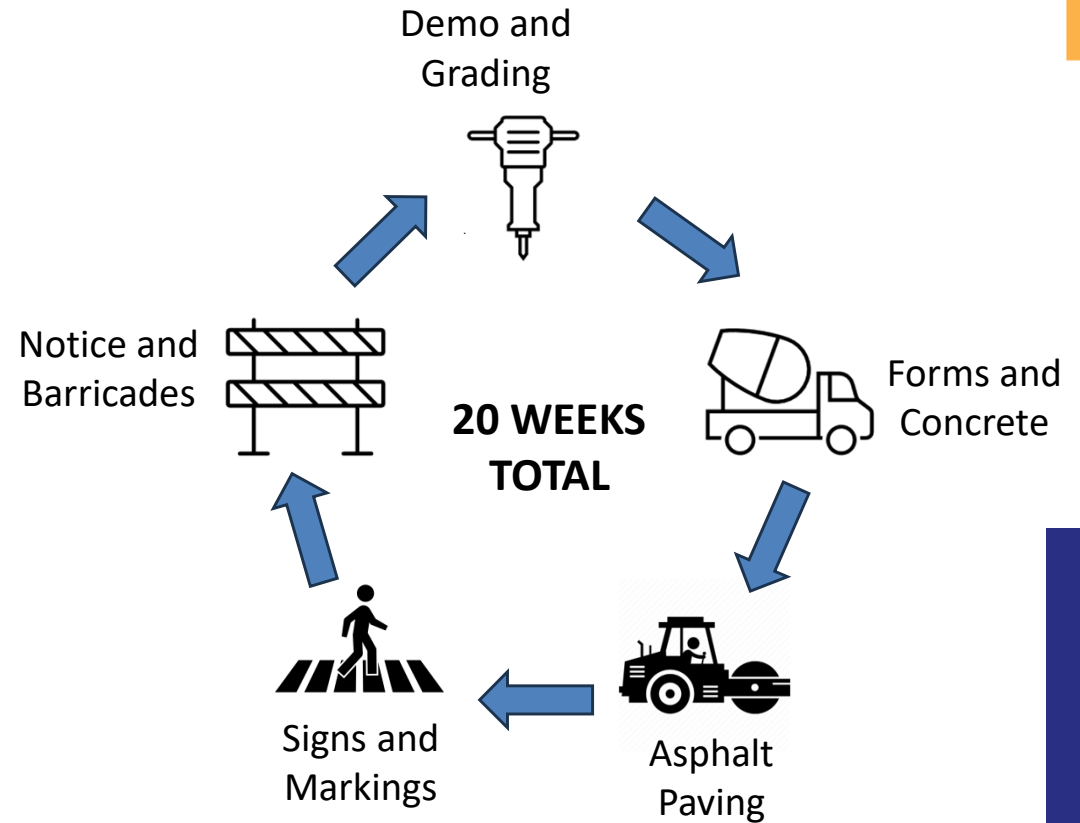 Demo and
Grading
Notice and
Barricades
Forms and
Concrete
20 WEEKS
TOTAL
Signs and
Markings
Asphalt
Paving